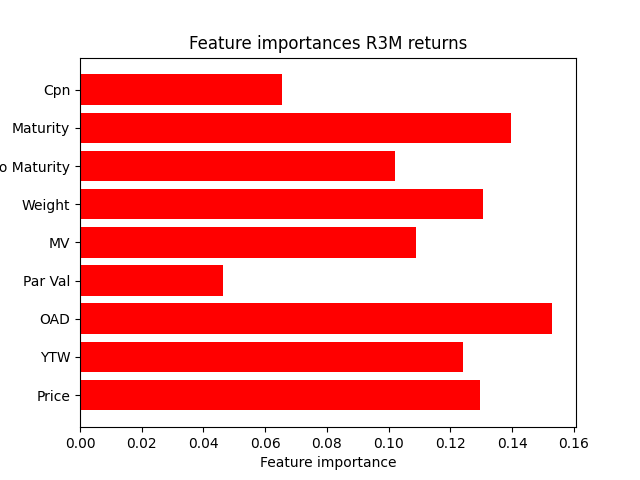 Feature importances R3M returns
Cpn
Maturity
o Maturity
Weight
MV
Par Val
OAD
YTW
Price
0.00 0.02 0.04 0.06 0.08 0.10 0.12 0.14 0.16
Feature importance